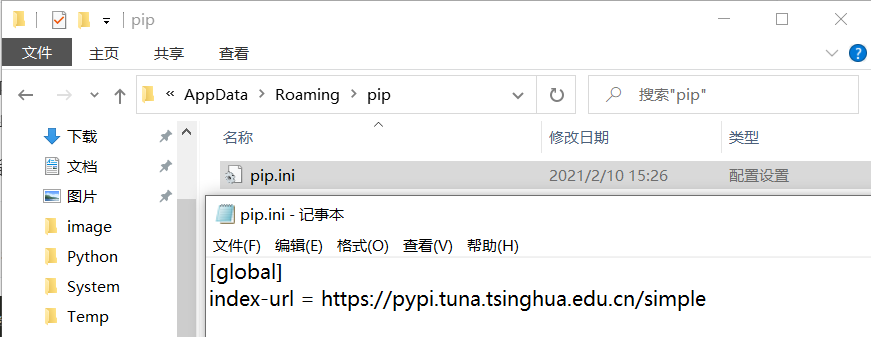 pip
文件 主页 共享 查看
« AppData > Roaming > pip 搜索"pip"
名称 修改日期 类型
下载
文档
图片
image
Python
System
Temp
pip.ini 2021/2/10 15:26 配置设置
pip.ini - 记事本
文件(F) 编辑(E) 格式(O) 查看(V) 帮助(H)
[global]
index-url = https://pypi.tuna.tsinghua.edu.cn/simple